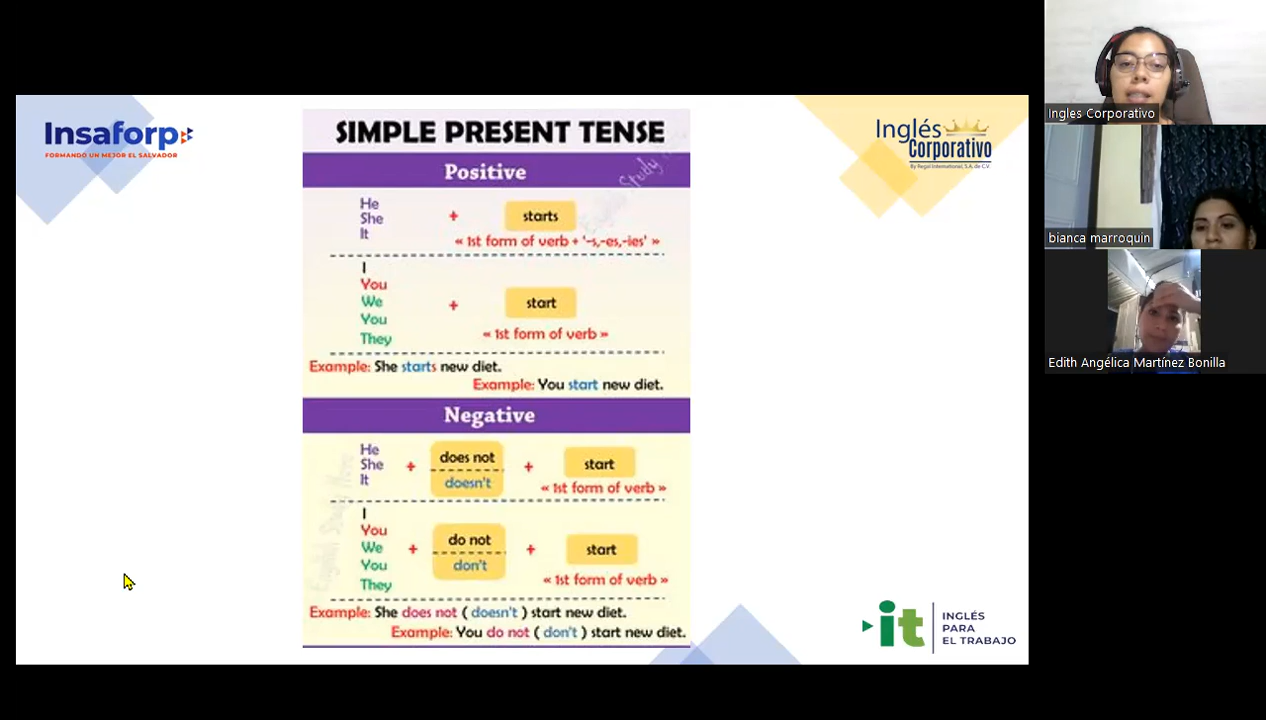 Insaforp
FORMANDO UN MEJOR EL SALVADOR
SIMPLE PRESENT TENSE
Inglés
Corporativo
By Regal International, S.A. de C.V.
Positive
He
She
It
+
starts
« 1st form of verb + '-s,-es,-ies' »
I
You
We
You
They
+
start
« 1st form of verb »
Example: She starts new diet.
Example: You start new diet.
Negative
He
She
It
+
does not
doesn't
+
start
« 1st form of verb »
I
You
We
You
They
+
do not
don't
+
start
« 1st form of verb »
Example: She does not ( doesn't ) start new diet.
Example: You do not ( don't ) start new diet.
it
INGLÉS
PARA
EL TRABAJO
Ingles Corporativo
bianca marroquin
Edith Angélica Martínez Bonilla